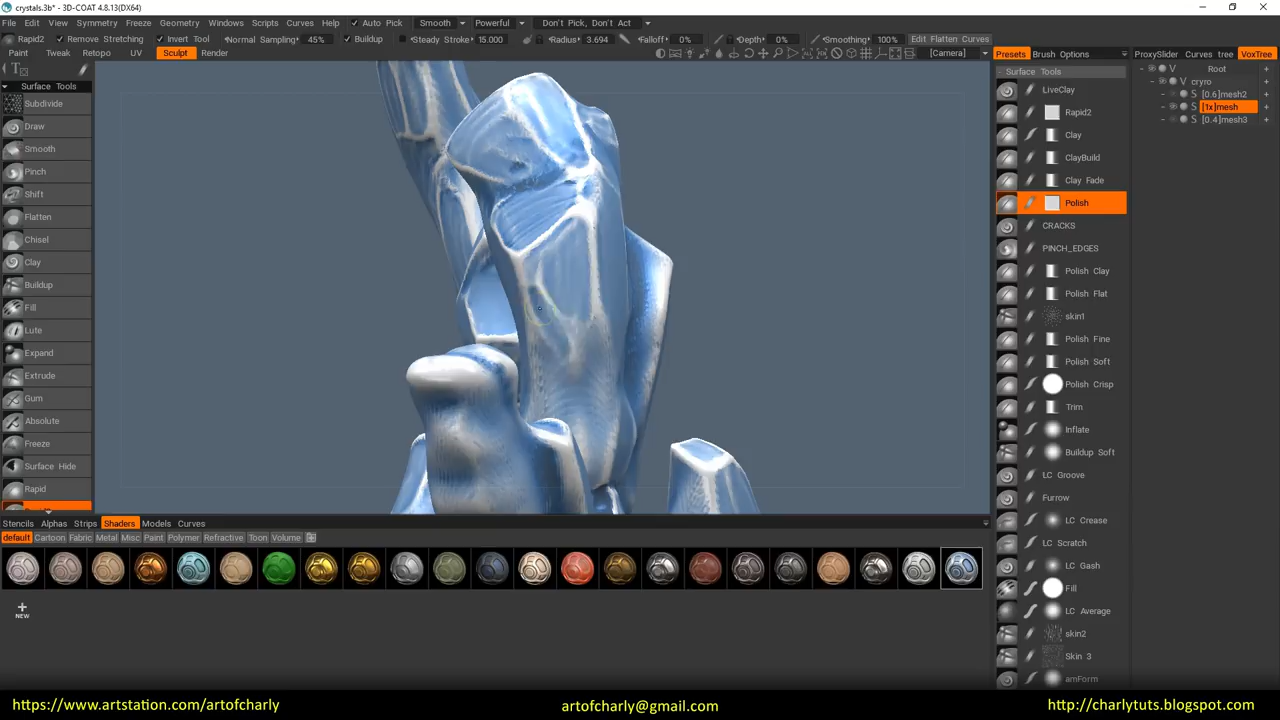 crystals.3b* - 3D-COAT 4.8.13(DX64)
File Edit View Symmetry Freeze Geometry Windows Scripts Curves Help Auto Pick Smooth Powerful Don't Pick, Don't Act
Rapid2 Remove Stretching Invert Tool Normal Sampling 45% Buildup Steady Stroke 15.000 Radius 3.694 Falloff 0% Depth 0% Smoothing 100% Edit Flatten Curves
Paint Tweak Retopo UV Sculpt Render [Camera] Presets Brush Options ProxySlider Curves tree VoxTree
Surface Tools
Subdivide
Draw
Smooth
Pinch
Shift
Flatten
Chisel
Clay
Buildup
Fill
Lute
Expand
Extrude
Gum
Absolute
Freeze
Surface Hide
Rapid
Surface Tools
LiveClay
Rapid2
Clay
ClayBuild
Clay Fade
Polish
CRACKS
PINCH_EDGES
Polish Clay
Polish Flat
skin1
Polish Fine
Polish Soft
Polish Crisp
Trim
Inflate
Buildup Soft
LC Groove
Furrow
LC Crease
LC Scratch
LC Gash
Fill
LC Average
skin2
Skin 3
amForm
V Root +
V cryro +
S [0.6]mesh2 +
S [1x]mesh +
S [0.4]mesh3 +
Stencils Alphas Strips Shaders Models Curves
default Cartoon Fabric Metal Misc Paint Polymer Refractive Toon Volume
NEW
https://www.artstation.com/artofcharly artofcharly@gmail.com http://charlytuts.blogspot.com